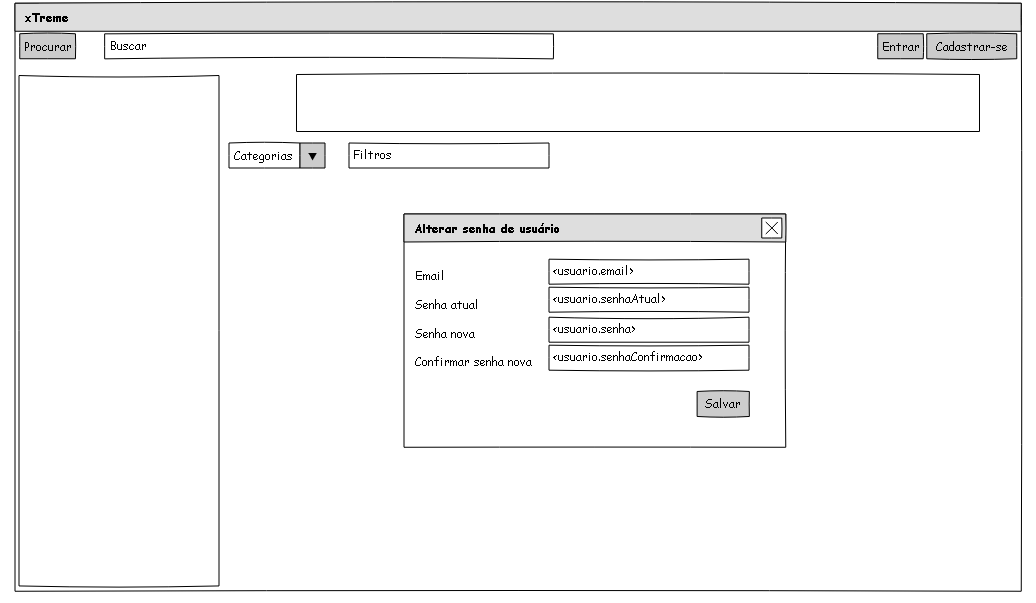 xTreme
Procurar
Buscar
Entrar
Cadastrar-se
Categorias
Filtros
Alterar senha de usuário
Email
<usuario.email>
Senha atual
<usuario.senhaAtual>
Senha nova
<usuario.senha>
Confirmar senha nova
<usuario.senhaConfirmacao>
Salvar